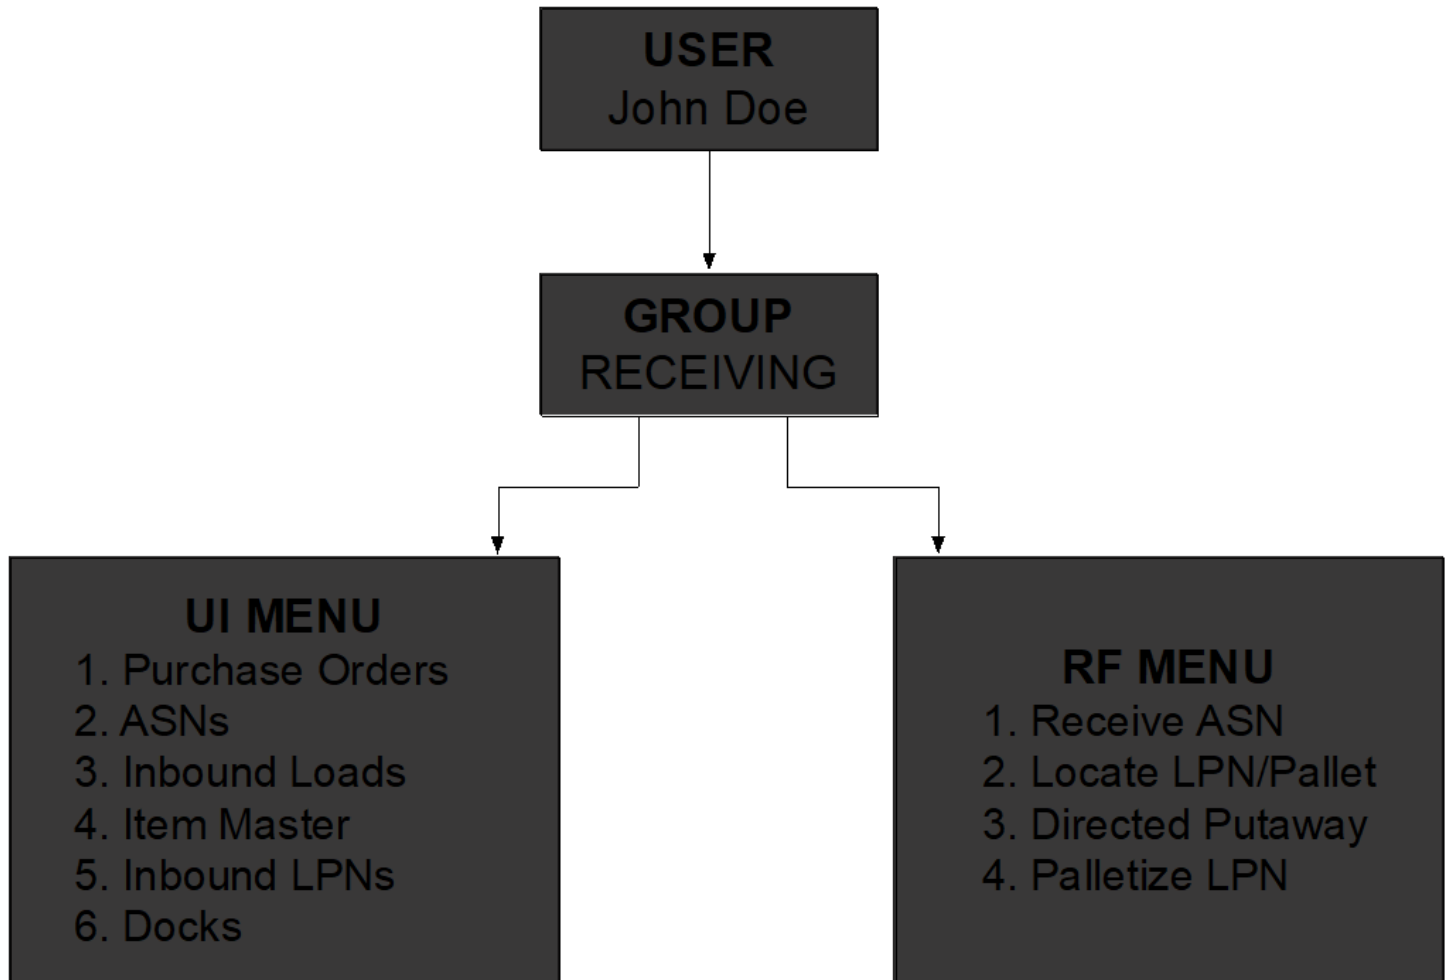 USER
John Doe
GROUP
RECEIVING
UI MENU
1. Purchase Orders
2. ASNs
3. Inbound Loads
4. Item Master
5. Inbound LPNs
6. Docks
RF MENU
1. Receive ASN
2. Locate LPN/Pallet
3. Directed Putaway
4. Palletize LPN